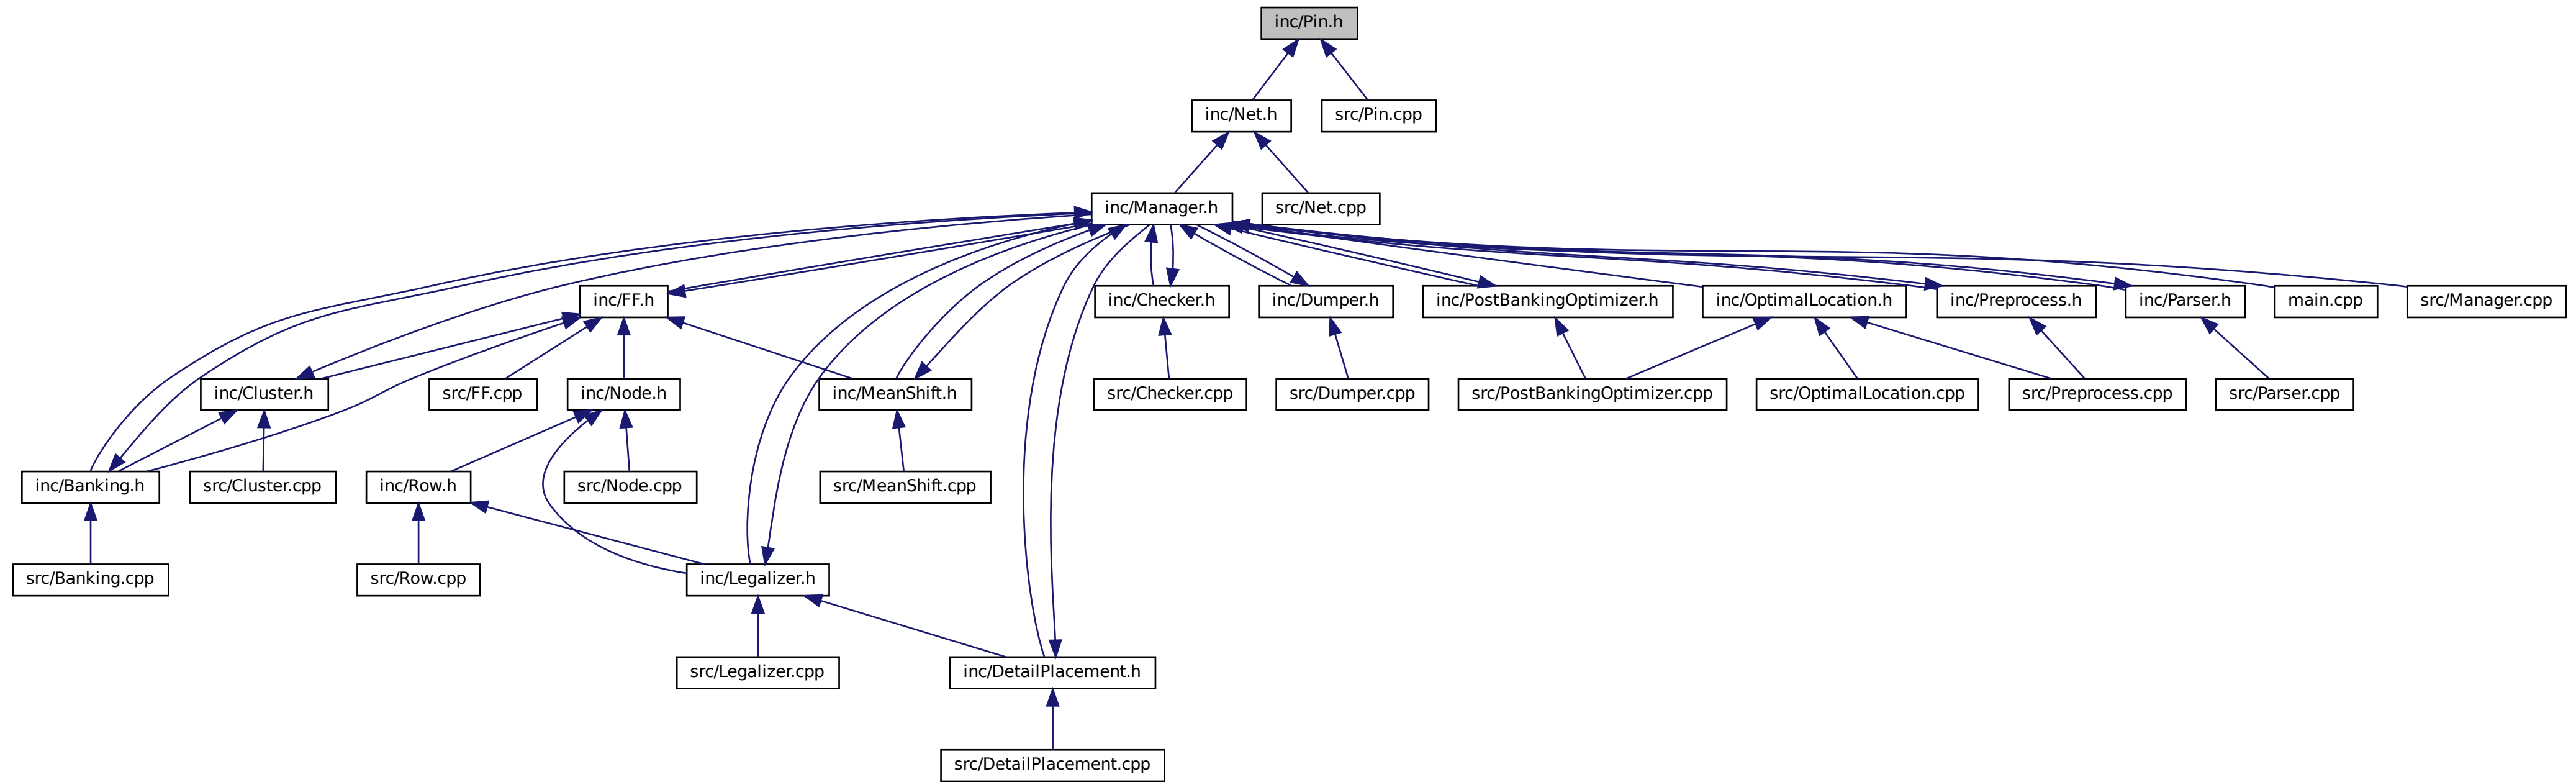 inc/Pin.h
inc/Net.h
src/Pin.cpp
inc/Manager.h
src/Net.cpp
inc/FF.h
inc/Checker.h
inc/Dumper.h
inc/PostBankingOptimizer.h
inc/OptimalLocation.h
inc/Preprocess.h
inc/Parser.h
main.cpp
src/Manager.cpp
inc/Cluster.h
src/FF.cpp
inc/Node.h
inc/MeanShift.h
src/Checker.cpp
src/Dumper.cpp
src/PostBankingOptimizer.cpp
src/OptimalLocation.cpp
src/Preprocess.cpp
src/Parser.cpp
inc/Banking.h
src/Cluster.cpp
inc/Row.h
src/Node.cpp
src/MeanShift.cpp
src/Banking.cpp
src/Row.cpp
inc/Legalizer.h
src/Legalizer.cpp
inc/DetailPlacement.h
src/DetailPlacement.cpp